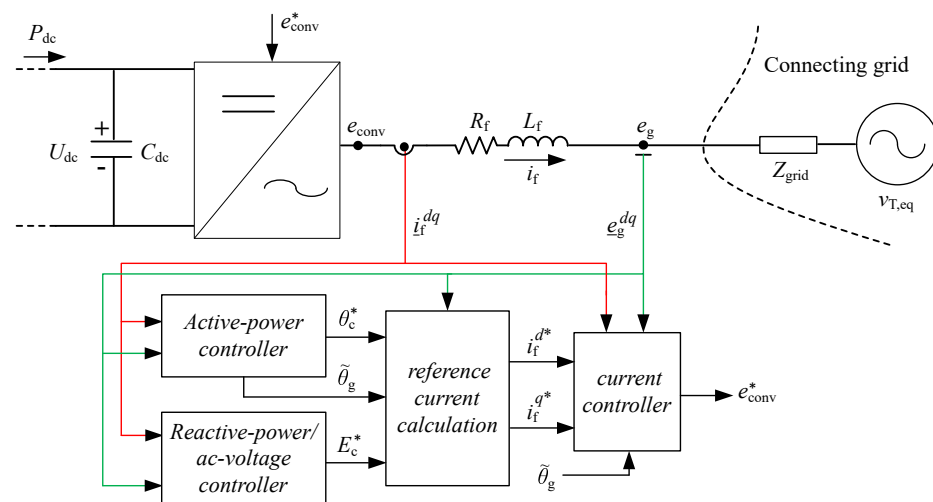 P_dc
e*_conv
Connecting grid
+
U_dc
C_dc
-
e_conv
R_f
L_f
i_f
e_g
Z_grid
v_T,eq
i_f^dq
e_g^dq
Active-power
controller
θ*_c
θ̃_g
Reactive-power/
ac-voltage
controller
E*_c
reference
current
calculation
i_f^d*
i_f^q*
current
controller
e*_conv
θ̃_g